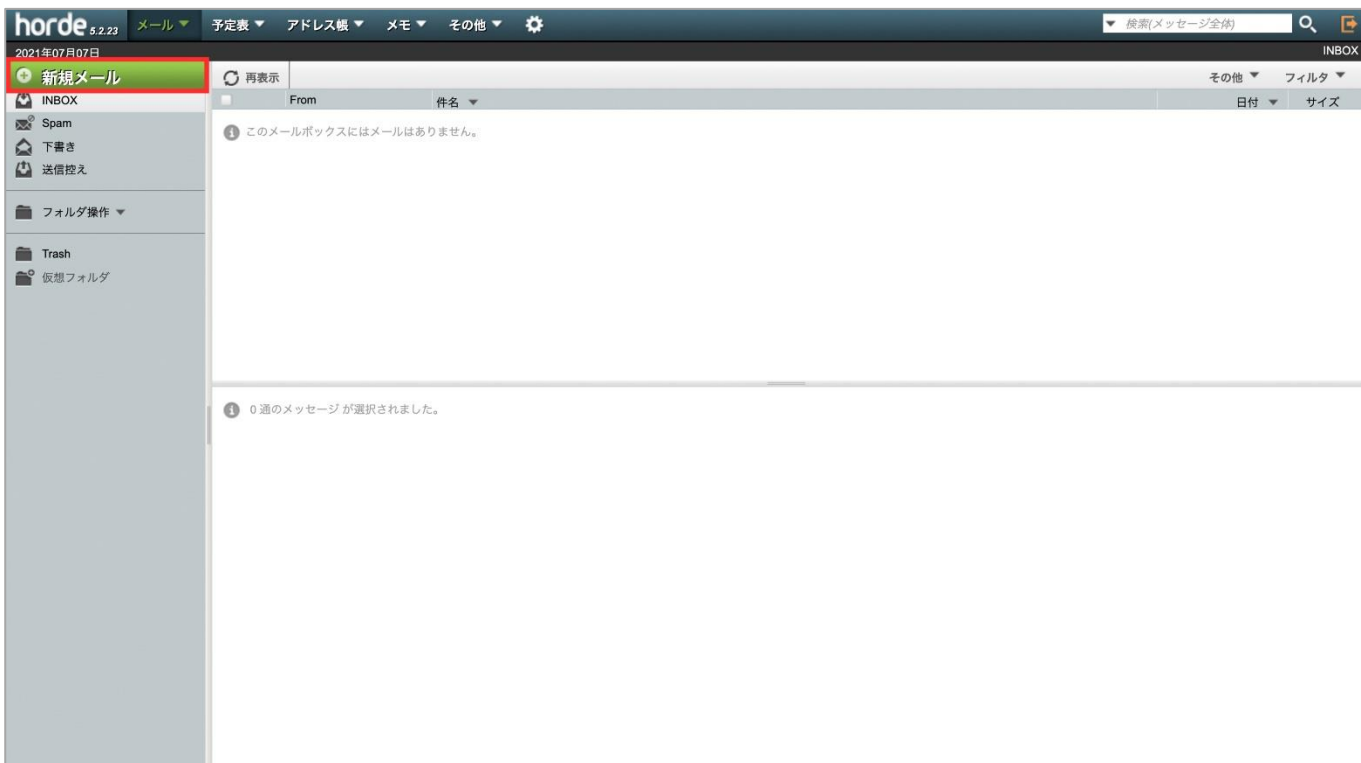 horde 5.2.23 メール 予定表 アドレス帳 メモ その他 検索(メッセージ全体)
2021年07月07日 INBOX
新規メール 再表示 その他 フィルタ
INBOX From 件名 日付 サイズ
Spam このメールボックスにはメールはありません。
下書き
送信控え
フォルダ操作
Trash
仮想フォルダ
0 通のメッセージ が選択されました。